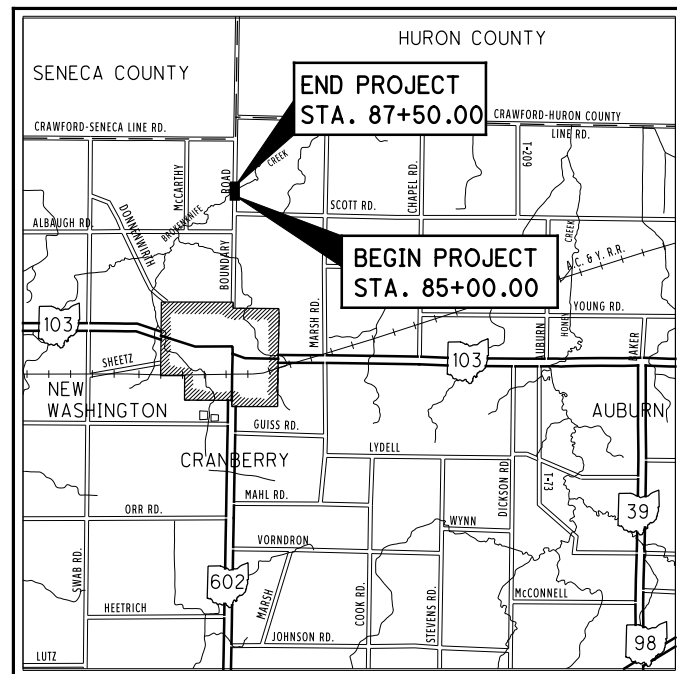 HURON COUNTY
SENECA COUNTY
END PROJECT
STA. 87+50.00
CRAWFORD-HURON COUNTY
LINE RD.
CRAWFORD-SENECA LINE RD.
T-209
McCARTHY
ROAD
CREEK
CHAPEL RD.
SCOTT RD.
DONNENWIRTH
BROKENKNIFE
ALBAUGH RD.
BOUNDARY
CREEK
BEGIN PROJECT
STA. 85+00.00
A.C. & Y. R.R.
MARSH RD.
YOUNG RD.
103
HONEY
AUBURN
BAKER
SHEETZ
103
NEW
WASHINGTON
AUBURN
GUISS RD.
LYDELL
CRANBERRY
DICKSON RD.
T-73
MAHL RD.
ORR RD.
WYNN
39
VORNDRON
SWAB RD.
602
MARSH
COOK RD.
STEVENS RD.
McCONNELL
HEETRICH
JOHNSON RD.
98
LUTZ